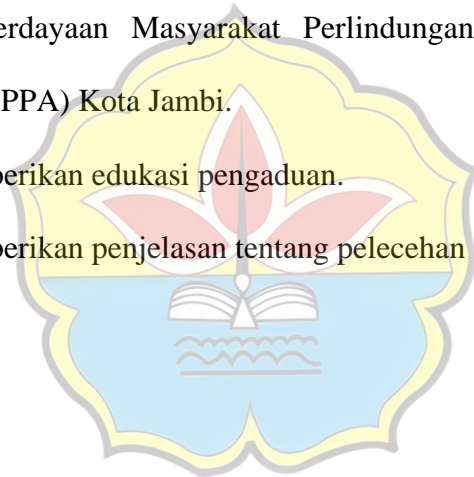 erdayaan Masyarakat Perlindungan
PPA) Kota Jambi.
berikan edukasi pengaduan.
berikan penjelasan tentang pelecehan